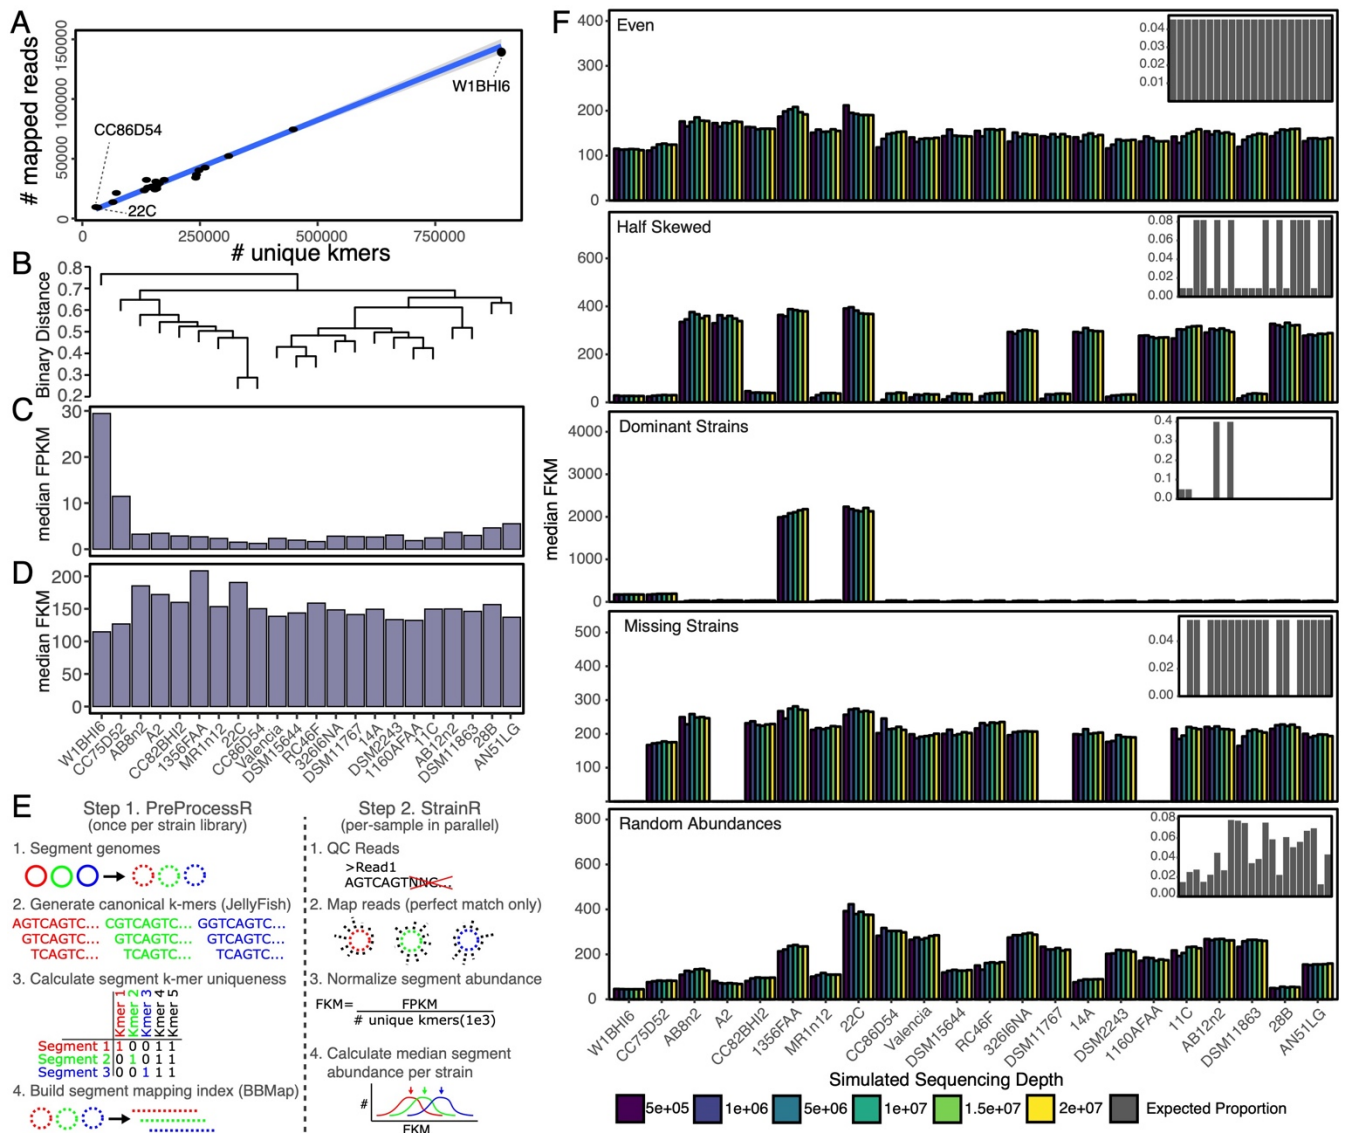 A
# mapped reads
0
50000
100000
150000
CC86D54
22C
W1BHI6
0
250000
500000
750000
# unique kmers
B
Binary Distance
0.8
0.7
0.6
0.5
0.4
0.3
0.2
C
median FPKM
30
20
10
0
D
median FKM
200
150
100
50
0
W1BHI6
CC75D52
AB8n2
A2
CC82BHI2
1356FAA
MR1n12
22C
CC86D54
Valencia
DSM15644
RC46F
326I6NA
DSM11767
14A
DSM2243
1160AFAA
11C
AB12n2
DSM11863
28B
AN51LG
E
Step 1. PreProcessR
(once per strain library)
1. Segment genomes
2. Generate canonical k-mers (JellyFish)
AGTCAGTC... CGTCAGTC... GGTCAGTC...
GTCAGTC... GTCAGTC... GTCAGTC...
TCAGTC... TCAGTC... TCAGTC...
3. Calculate segment k-mer uniqueness
Kmer 1
Kmer 2
Kmer 3
Kmer 4
Kmer 5
Segment 1 1 0 0 1 1
Segment 2 0 1 0 1 1
Segment 3 0 0 1 1 1
4. Build segment mapping index (BBMap)
Step 2. StrainR
(per-sample in parallel)
1. QC Reads
>Read1
AGTCAGTNNC...
2. Map reads (perfect match only)
3. Normalize segment abundance
FKM= FPKM
# unique kmers(1e3)
4. Calculate median segment
abundance per strain
#
FKM
F
median FKM
Even
400
300
200
100
0
0.04
0.03
0.02
0.01
Half Skewed
600
400
200
0
0.08
0.06
0.04
0.02
0.00
Dominant Strains
4000
3000
2000
1000
0
0.4
0.3
0.2
0.1
0.0
Missing Strains
500
400
300
200
100
0.04
0.02
0.00
Random Abundances
800
600
400
200
0
0.08
0.06
0.04
0.02
0.00
W1BHI6
CC75D52
AB8n2
A2
CC82BHI2
1356FAA
MR1n12
22C
CC86D54
Valencia
DSM15644
RC46F
326I6NA
DSM11767
14A
DSM2243
1160AFAA
11C
AB12n2
DSM11863
28B
AN51LG
Simulated Sequencing Depth
5e+05 1e+06 5e+06 1e+07 1.5e+07 2e+07 Expected Proportion